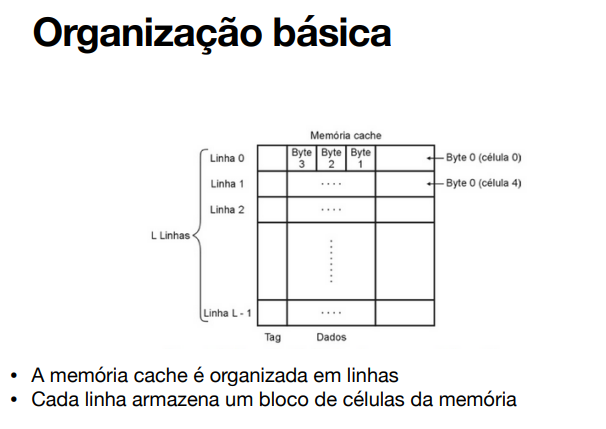 Organização básica
Memória cache
Linha 0 Byte 3 Byte 2 Byte 1 Byte 0 (célula 0)
Linha 1 .... Byte 0 (célula 4)
Linha 2 ....
L Linhas
Linha L - 1 ....
Tag Dados
• A memória cache é organizada em linhas
• Cada linha armazena um bloco de células da memória